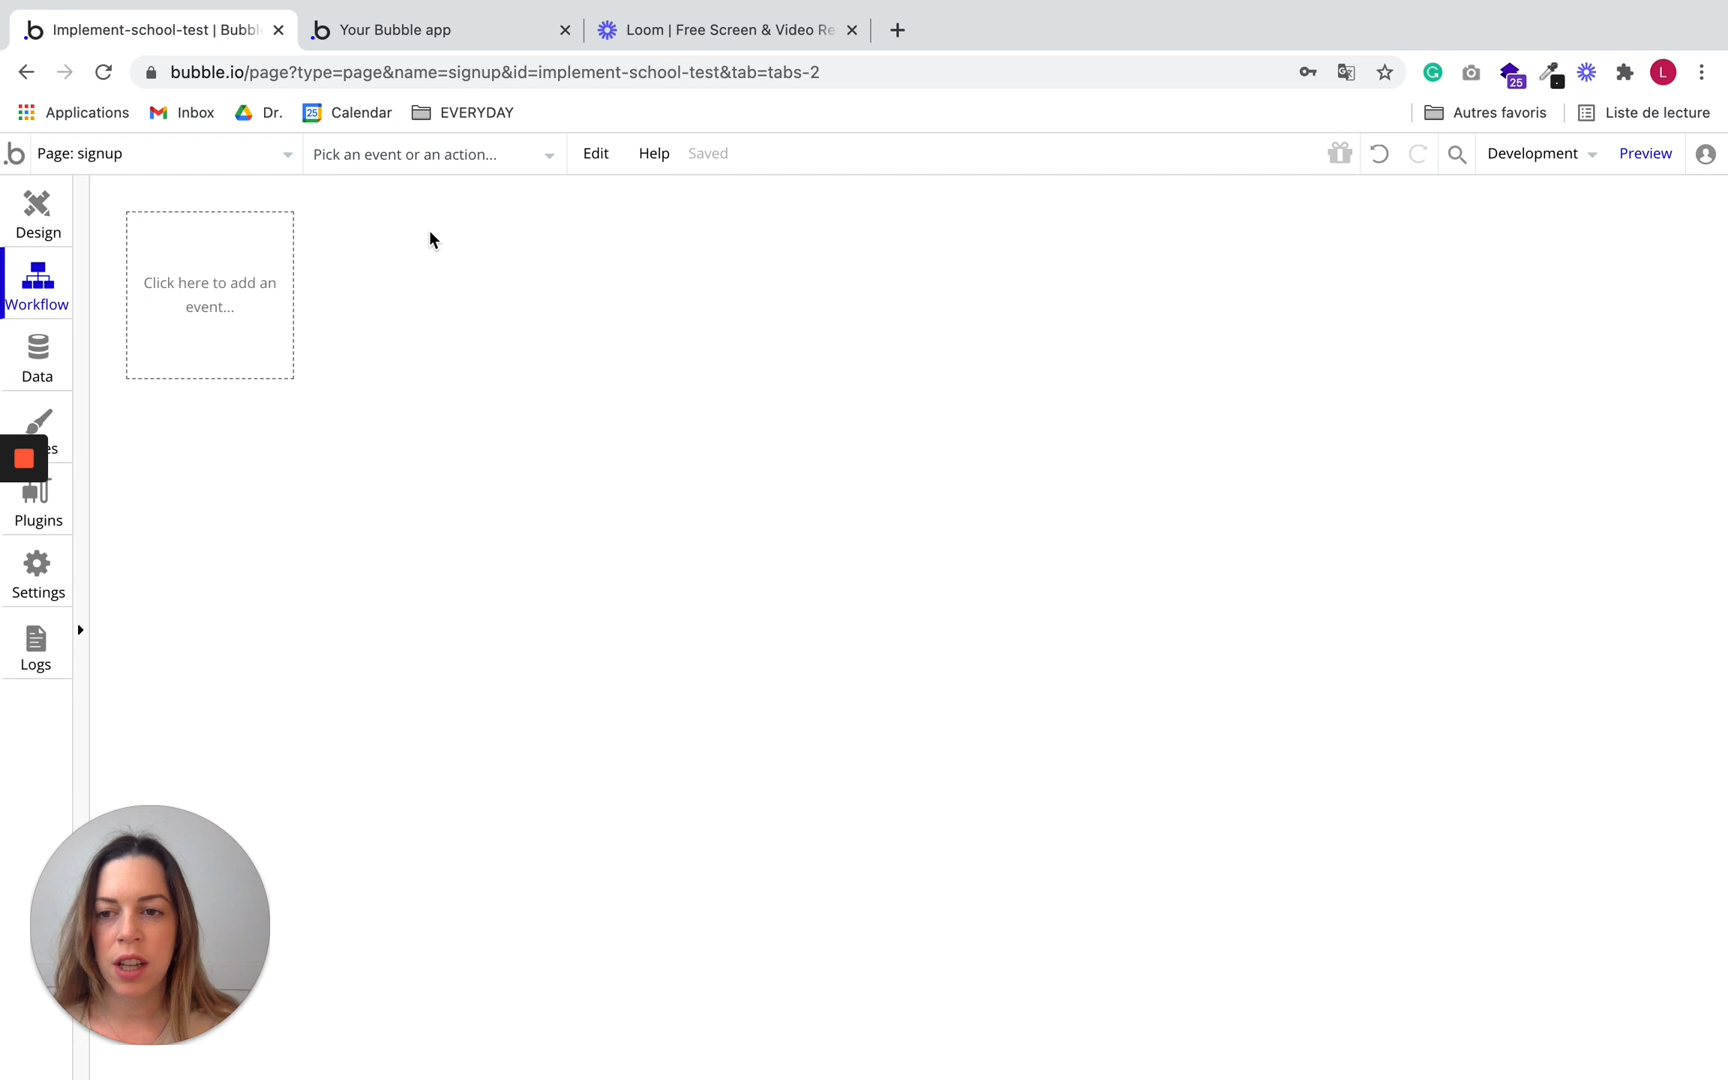 Implement-school-test | Bubbl
Your Bubble app
Loom | Free Screen & Video Re
bubble.io/page?type=page&name=signup&id=implement-school-test&tab=tabs-2
25
L
Applications
Inbox
Dr.
25
Calendar
EVERYDAY
Autres favoris
Liste de lecture
Page: signup
Pick an event or an action...
Edit
Help
Saved
Development
Preview
Design
Click here to add an
event...
Workflow
Data
es
Plugins
Settings
Logs